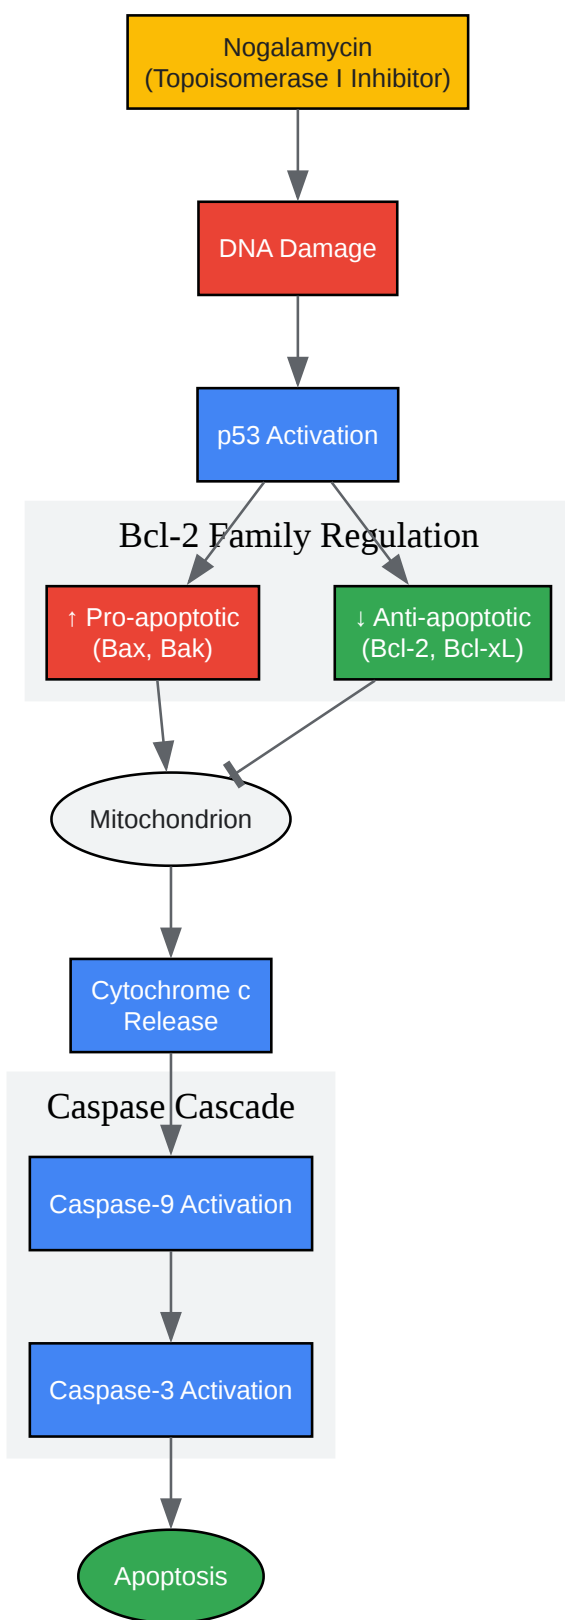 Nogalamycin
(Topoisomerase I Inhibitor)
DNA Damage
p53 Activation
Bcl-2 Family Regulation
↑ Pro-apoptotic
(Bax, Bak)
↓ Anti-apoptotic
(Bcl-2, Bcl-xL)
Mitochondrion
Cytochrome c
Release
Caspase Cascade
Caspase-9 Activation
Caspase-3 Activation
Apoptosis